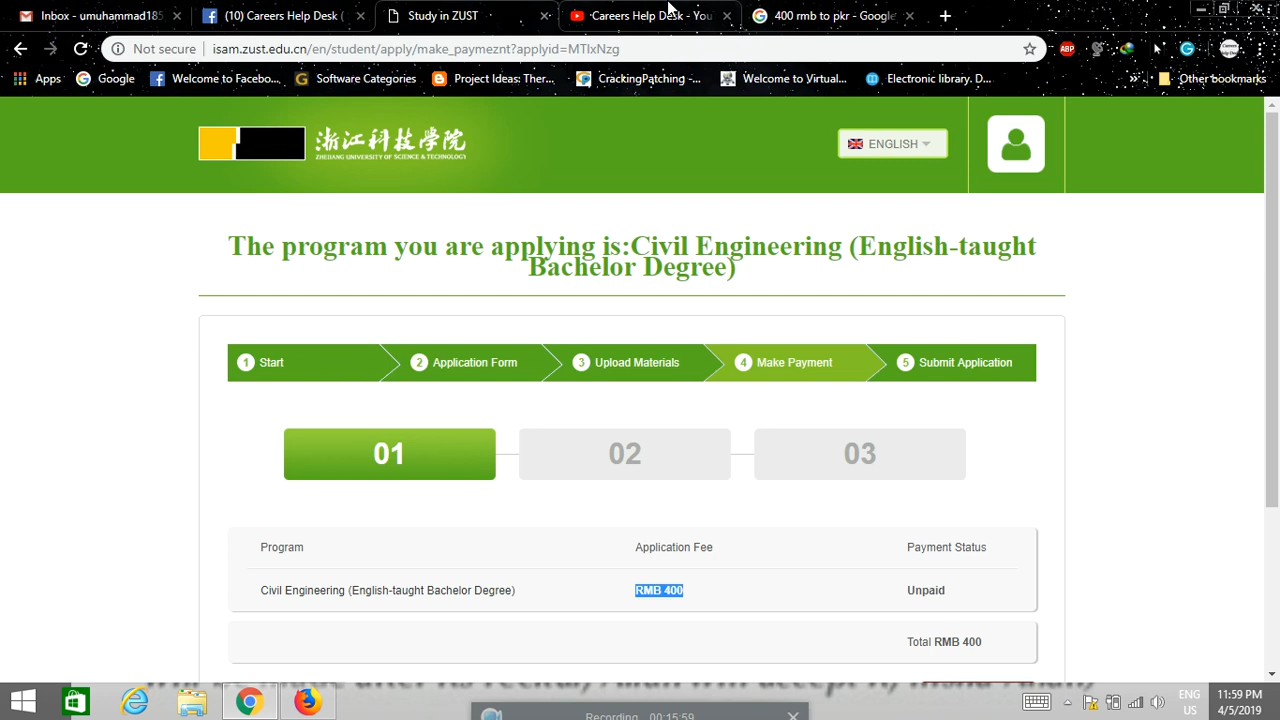 Inbox - umuhammad185
(10) Careers Help Desk (
Study in ZUST
Careers Help Desk - You
400 rmb to pkr - Google
Not secure
isam.zust.edu.cn/en/student/apply/make_paymeznt?applyid=MTIxNzg
ABP
Apps
Google
Welcome to Facebo...
Software Categories
Project Ideas: Ther...
CrackingPatching -...
Welcome to Virtual...
Electronic library. D...
Other bookmarks
浙江科技学院
ZHEJIANG UNIVERSITY OF SCIENCE & TECHNOLOGY
ENGLISH
The program you are applying is:Civil Engineering (English-taught
Bachelor Degree)
1 Start
2 Application Form
3 Upload Materials
4 Make Payment
5 Submit Application
01
02
03
Program
Application Fee
Payment Status
Civil Engineering (English-taught Bachelor Degree)
RMB 400
Unpaid
Total RMB 400
ENG
US
11:59 PM
4/5/2019
Recording 00:15:59